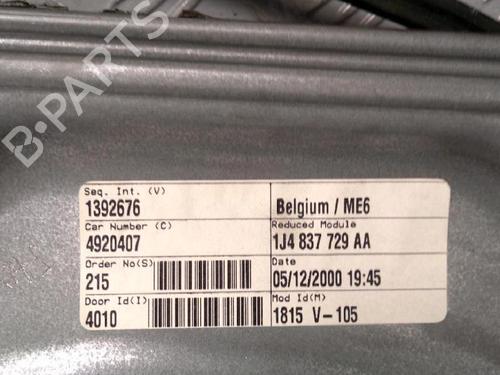 B-PARTS
Seq. Int. (V)
1392676
Belgium / ME6
Car Number (C)
4920407
Reduced Module
1J4 837 729 AA
Order No(S)
215
Date
05/12/2000 19:45
Door Id(I)
4010
Mod Id(M)
1815 V-105